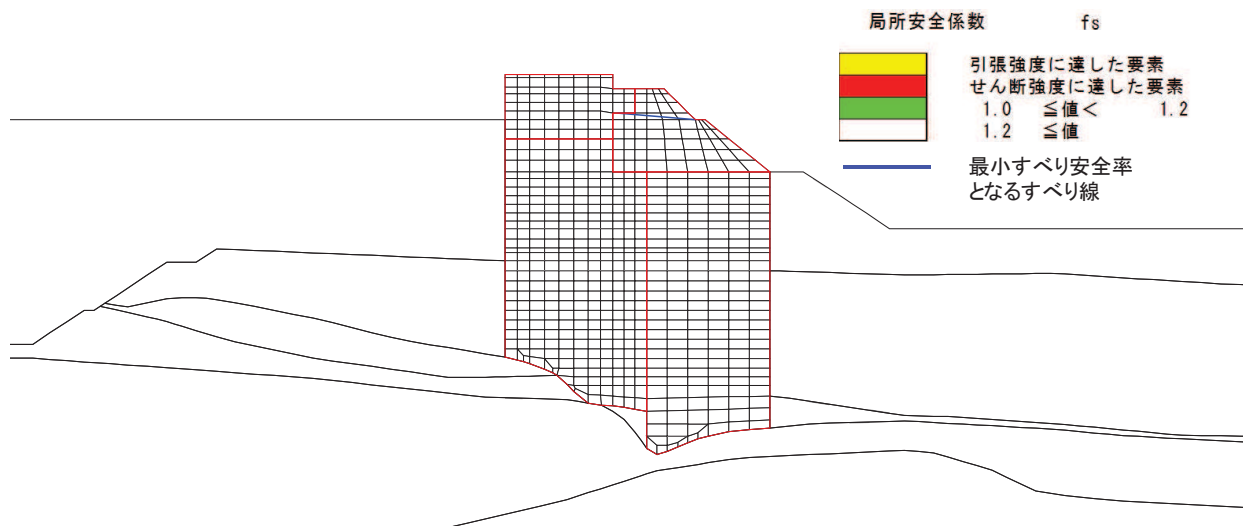 局所安全係数 fs
引張強度に達した要素
せん断強度に達した要素
1.0 ≦値< 1.2
1.2 ≦値
最小すべり安全率
となるすべり線